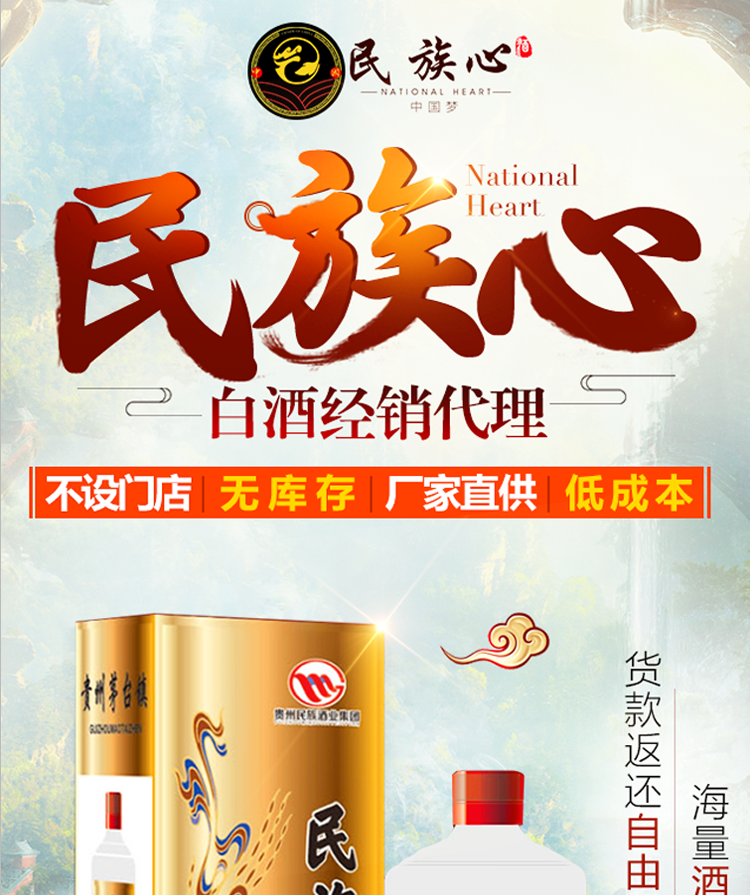 民族心
酒
NATIONAL HEART
中国梦
民族心
National
Heart
白酒经销代理
不设门店 无库存 厂家直供 低成本
贵州茅台镇
GUIZHOUMAOTAIZHEN
贵州民族酒业集团
民族
货款返还自由
海量酒